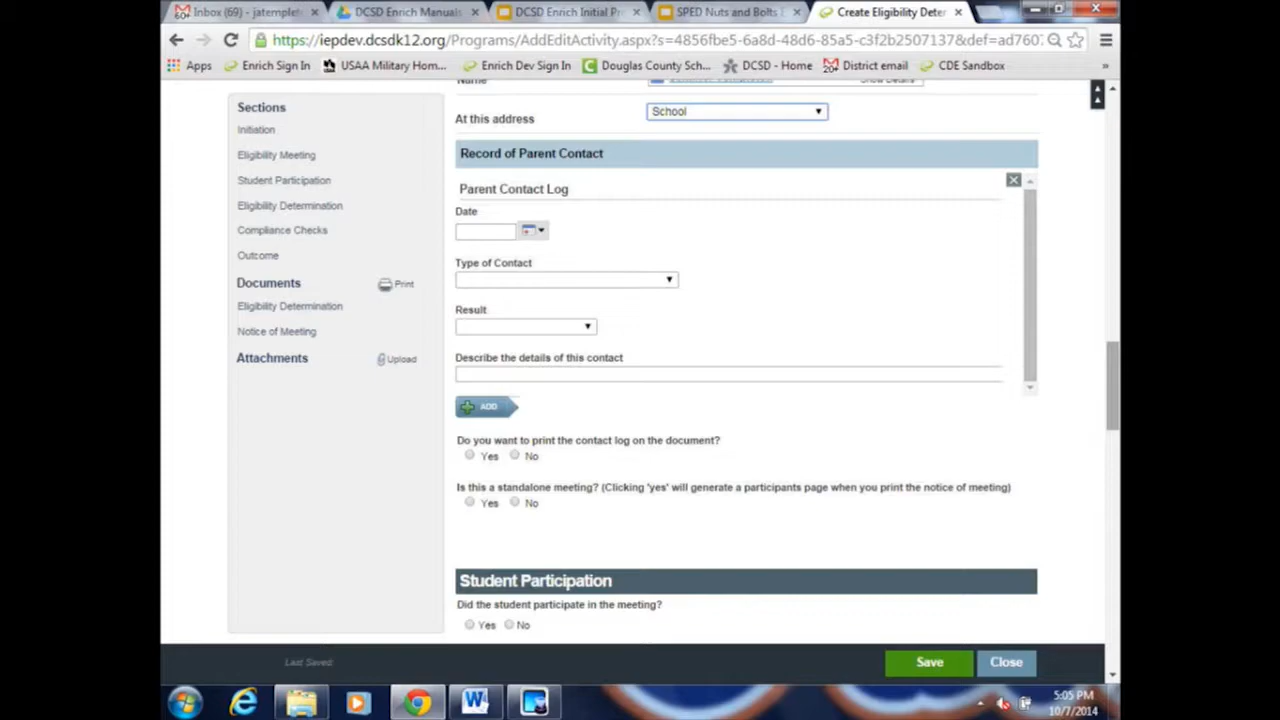 Inbox (69) - jatemplet
DCSD Enrich Manuals
DCSD Enrich Initial Pr
SPED Nuts and Bolts
Create Eligibility Deter
https://iepdev.dcsdk12.org/Programs/AddEditActivity.aspx?s=4856fbe5-6a8d-48d6-85a5-c3f2b2507137&def=ad760
Apps
Enrich Sign In
USAA Military Hom...
Enrich Dev Sign In
Douglas County Sch...
DCSD - Home
District email
CDE Sandbox
»
Name
Show Details
At this address
School
Sections
Initiation
Eligibility Meeting
Student Participation
Eligibility Determination
Compliance Checks
Outcome
Documents
Print
Eligibility Determination
Notice of Meeting
Attachments
Upload
Record of Parent Contact
Parent Contact Log
Date
Type of Contact
Result
Describe the details of this contact
ADD
Do you want to print the contact log on the document?
Yes No
Is this a standalone meeting? (Clicking 'yes' will generate a participants page when you print the notice of meeting)
Yes No
Student Participation
Did the student participate in the meeting?
Yes No
Last Saved:
Save
Close
5:05 PM
10/7/2014